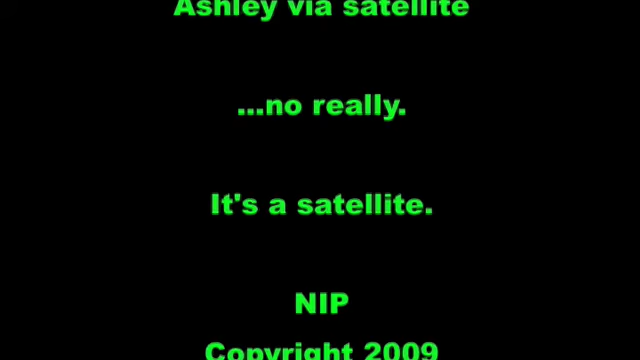 Ashley via satellite
...no really.
It's a satellite.
NIP
Copyright 2009